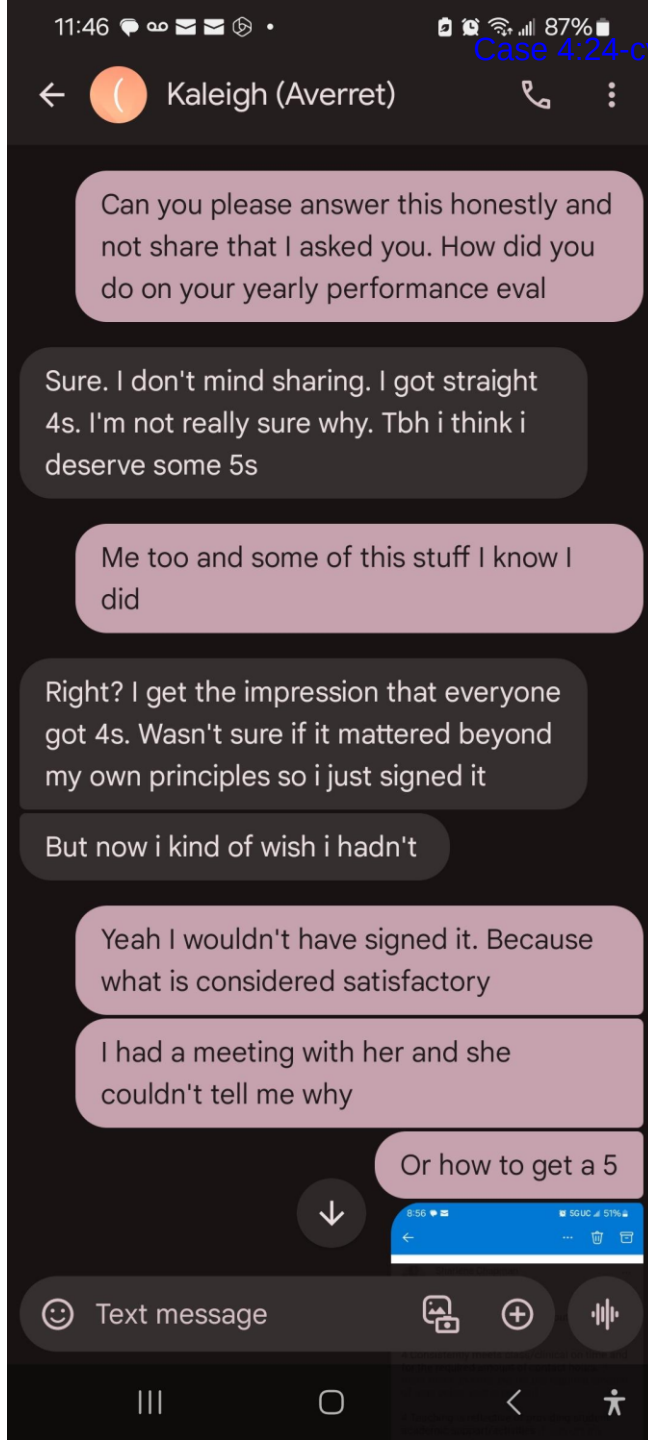 11:46 87%
Case 4:24-c
Kaleigh (Averret)
Can you please answer this honestly and
not share that I asked you. How did you
do on your yearly performance eval
Sure. I don't mind sharing. I got straight
4s. I'm not really sure why. Tbh i think i
deserve some 5s
Me too and some of this stuff I know I
did
Right? I get the impression that everyone
got 4s. Wasn't sure if it mattered beyond
my own principles so i just signed it
But now i kind of wish i hadn't
Yeah I wouldn't have signed it. Because
what is considered satisfactory
I had a meeting with her and she
couldn't tell me why
Or how to get a 5
8:56 5G UC 51%
Text message